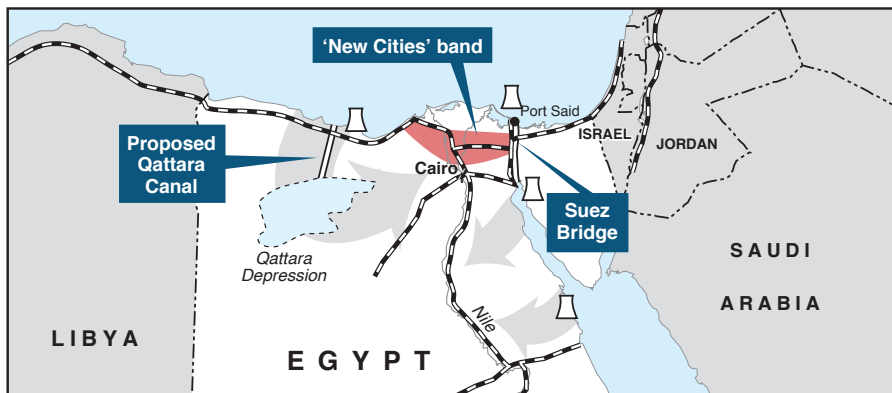 ‘New Cities’ band
Port Said
ISRAEL
JORDAN
Proposed
Qattara
Canal
Cairo
Suez
Bridge
Qattara
Depression
SAUDI
ARABIA
Nile
LIBYA
EGYPT